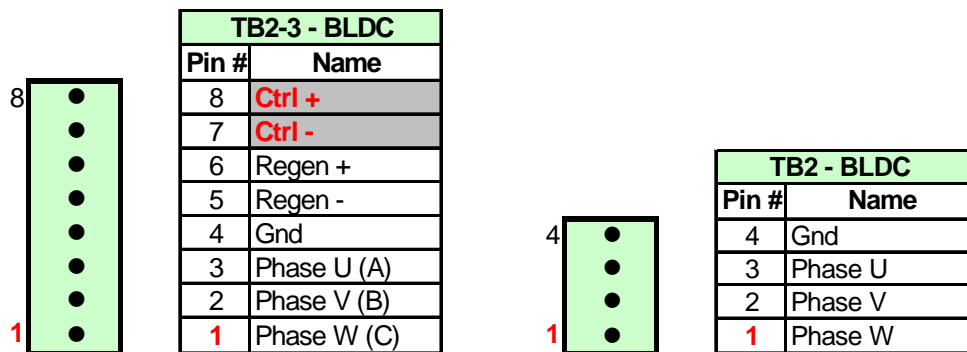 TB2-3 - BLDC
Pin # Name
8 8 Ctrl +
7 Ctrl -
6 Regen +
5 Regen -
4 Gnd
3 Phase U (A)
2 Phase V (B)
1 1 Phase W (C)
TB2 - BLDC
Pin # Name
4 4 Gnd
3 Phase U
2 Phase V
1 1 Phase W